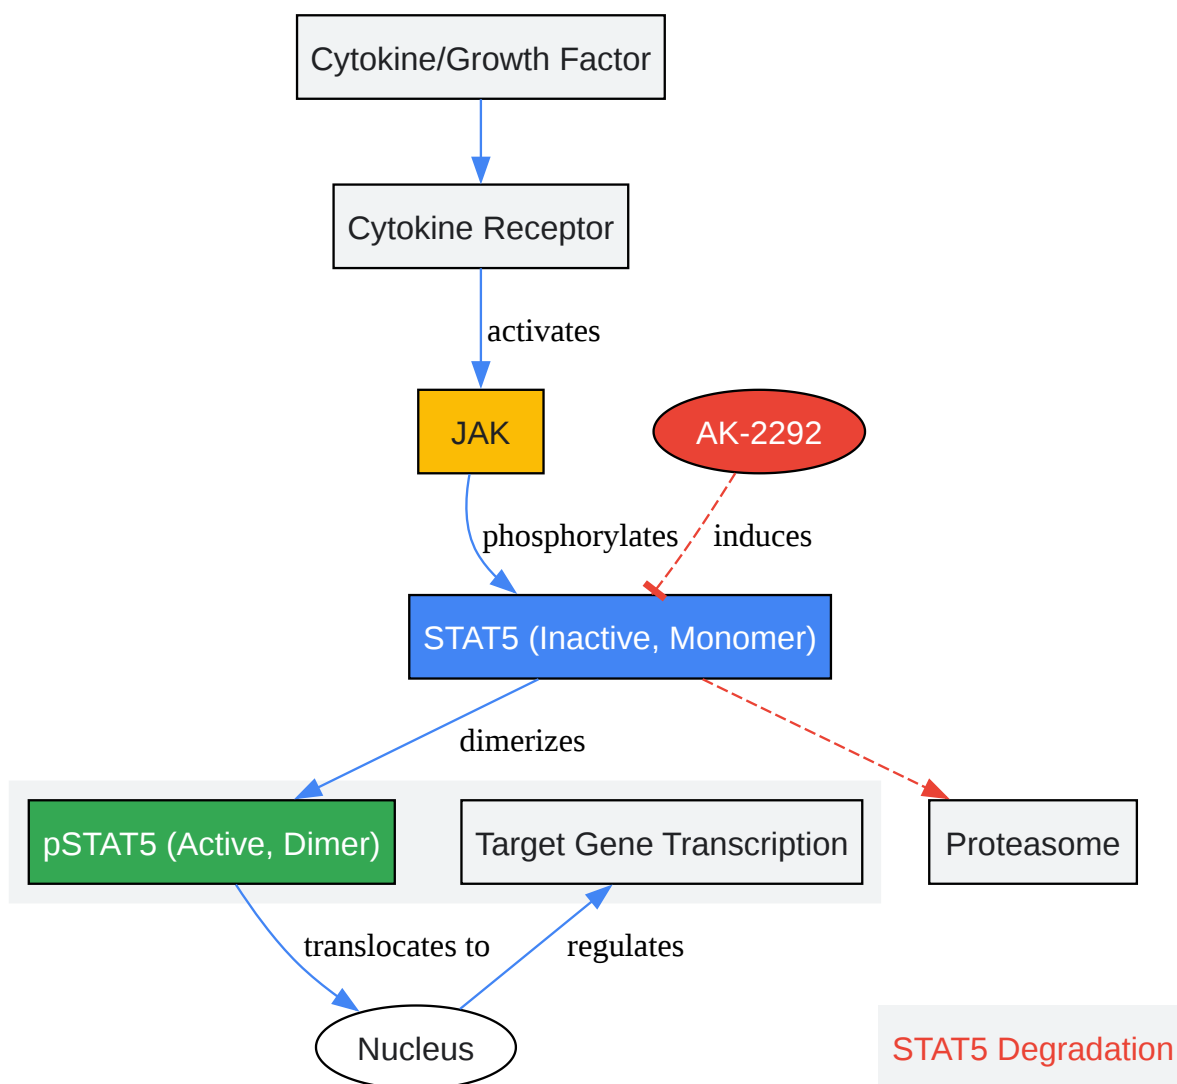 Cytokine/Growth Factor
Cytokine Receptor
activates
JAK
AK-2292
phosphorylates
induces
STAT5 (Inactive, Monomer)
dimerizes
pSTAT5 (Active, Dimer)
Target Gene Transcription
Proteasome
translocates to
regulates
Nucleus
STAT5 Degradation